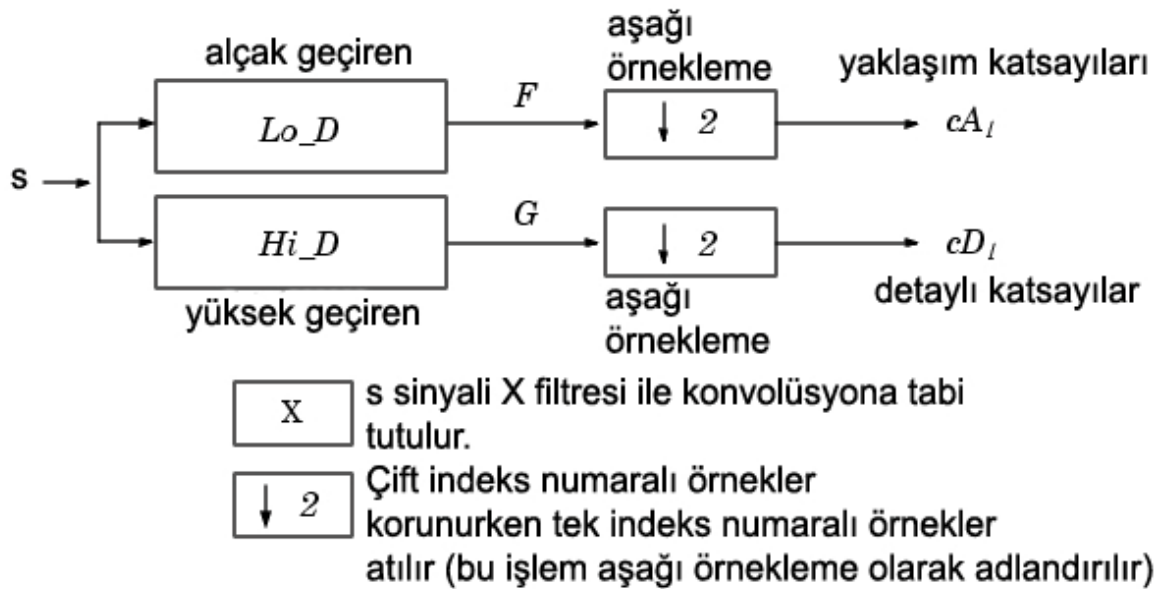 alçak geçiren
aşağı
örnekleme
yaklaşım katsayıları
s
Lo_D
F
↓ 2
cA₁
Hi_D
G
↓ 2
cD₁
yüksek geçiren
aşağı
örnekleme
detaylı katsayılar
X
s sinyali X filtresi ile konvolüsyona tabi
tutulur.
↓ 2
Çift indeks numaralı örnekler
korunurken tek indeks numaralı örnekler
atılır (bu işlem aşağı örnekleme olarak adlandırılır)